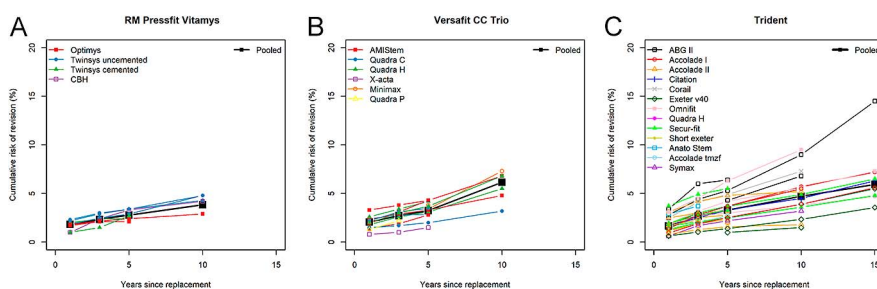 A
RM Pressfit Vitamys
Cumulative risk of revision (%)
20
15
10
5
0
Optimys
Twinsys uncemented
Twinsys cemented
CBH
Pooled
0 5 10 15
Years since replacement
B
Versafit CC Trio
Cumulative risk of revision (%)
20
15
10
5
0
AMIStem
Quadra C
Quadra H
X-acta
Minimax
Quadra P
Pooled
0 5 10 15
Years since replacement
C
Trident
Cumulative risk of revision (%)
20
15
10
5
0
ABG II
Accolade I
Accolade II
Citation
Corail
Exeter v40
Omnifit
Quadra H
Secur-fit
Short exeter
Anato Stem
Accolade tmzf
Symax
Pooled
0 5 10 15
Years since replacement